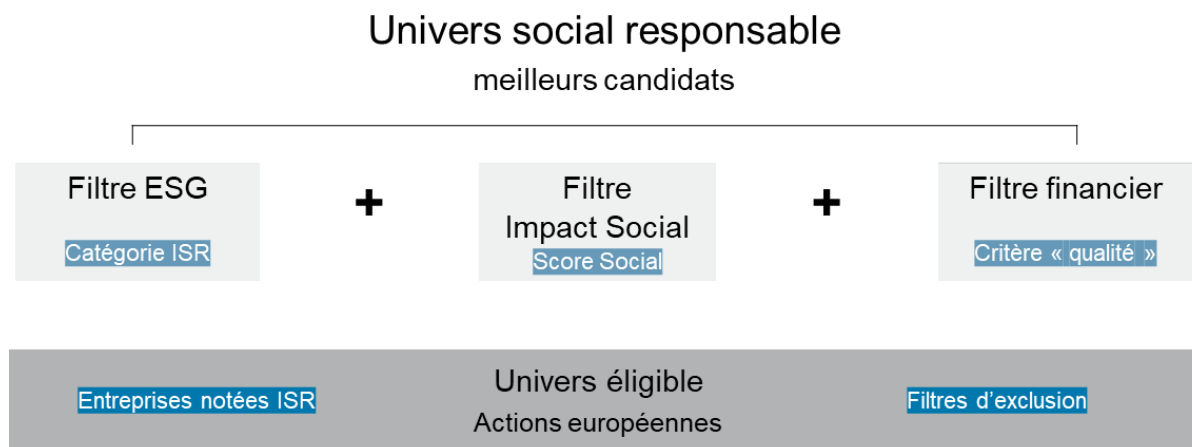 Univers social responsable
meilleurs candidats
Filtre ESG
Catégorie ISR
+
Filtre
Impact Social
Score Social
+
Filtre financier
Critère « qualité »
Entreprises notées ISR
Univers éligible
Actions européennes
Filtres d’exclusion